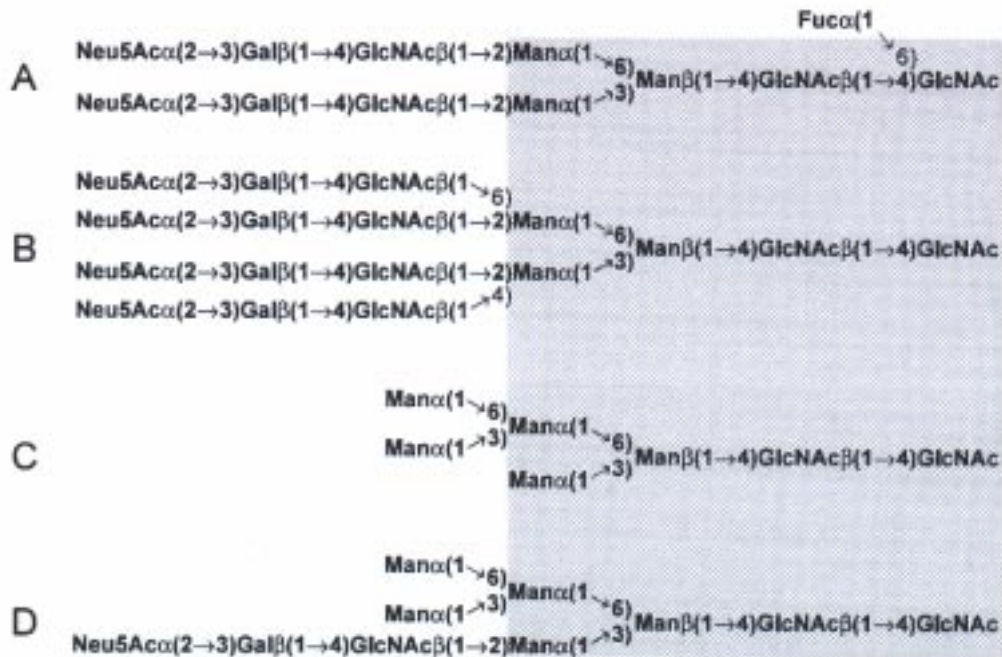 Fucα(1
↘6)
A
Neu5Acα(2→3)Galβ(1→4)GlcNAcβ(1→2)Manα(1↘6)
Manβ(1→4)GlcNAcβ(1→4)GlcNAc
Neu5Acα(2→3)Galβ(1→4)GlcNAcβ(1→2)Manα(1↗3)
Neu5Acα(2→3)Galβ(1→4)GlcNAcβ(1↘6)
Neu5Acα(2→3)Galβ(1→4)GlcNAcβ(1→2)Manα(1↘6)
B
Manβ(1→4)GlcNAcβ(1→4)GlcNAc
Neu5Acα(2→3)Galβ(1→4)GlcNAcβ(1→2)Manα(1↗3)
Neu5Acα(2→3)Galβ(1→4)GlcNAcβ(1↗4)
Manα(1↘6)
Manα(1↘6)
C
Manα(1↗3)
Manβ(1→4)GlcNAcβ(1→4)GlcNAc
Manα(1↗3)
Manα(1↘6)
Manα(1↘6)
D
Manα(1↗3)
Manβ(1→4)GlcNAcβ(1→4)GlcNAc
Neu5Acα(2→3)Galβ(1→4)GlcNAcβ(1→2)Manα(1↗3)